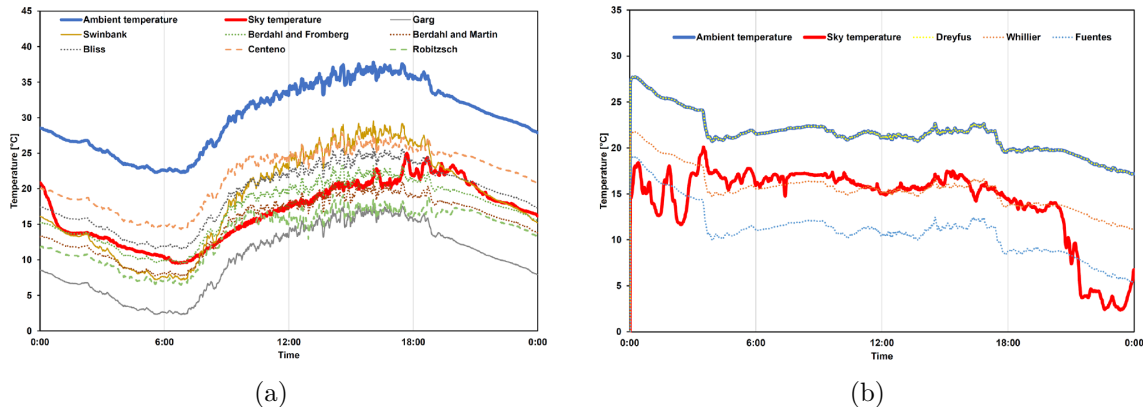 45
40
35
30
25
20
15
10
5
0
Temperature [°C]
Ambient temperature Sky temperature Garg
Swinbank Berdahl and Fromberg Berdahl and Martin
Bliss Centeno Robitzsch
0:00 6:00 12:00 18:00 0:00
Time
(a)
35
30
25
20
15
10
5
0
Temperature [°C]
Ambient temperature Sky temperature Dreyfus Whillier Fuentes
0:00 6:00 12:00 18:00 0:00
Time
(b)